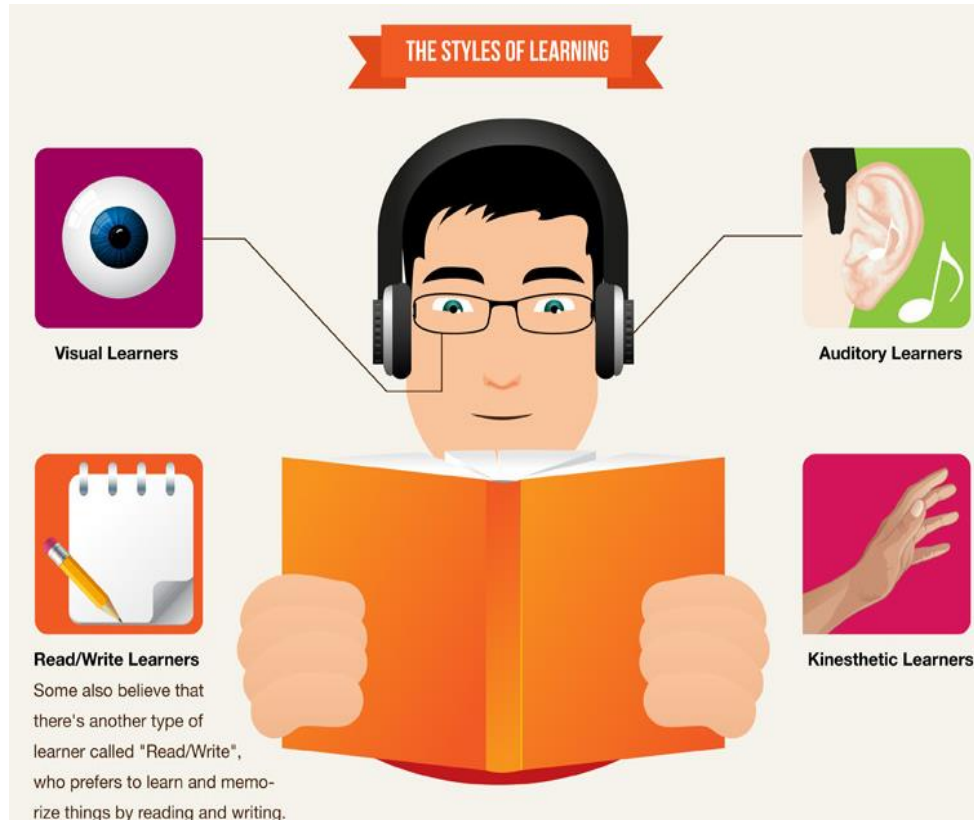 THE STYLES OF LEARNING
Visual Learners
Auditory Learners
Read/Write Learners
Some also believe that
there's another type of
learner called "Read/Write",
who prefers to learn and memo-
rize things by reading and writing.
Kinesthetic Learners